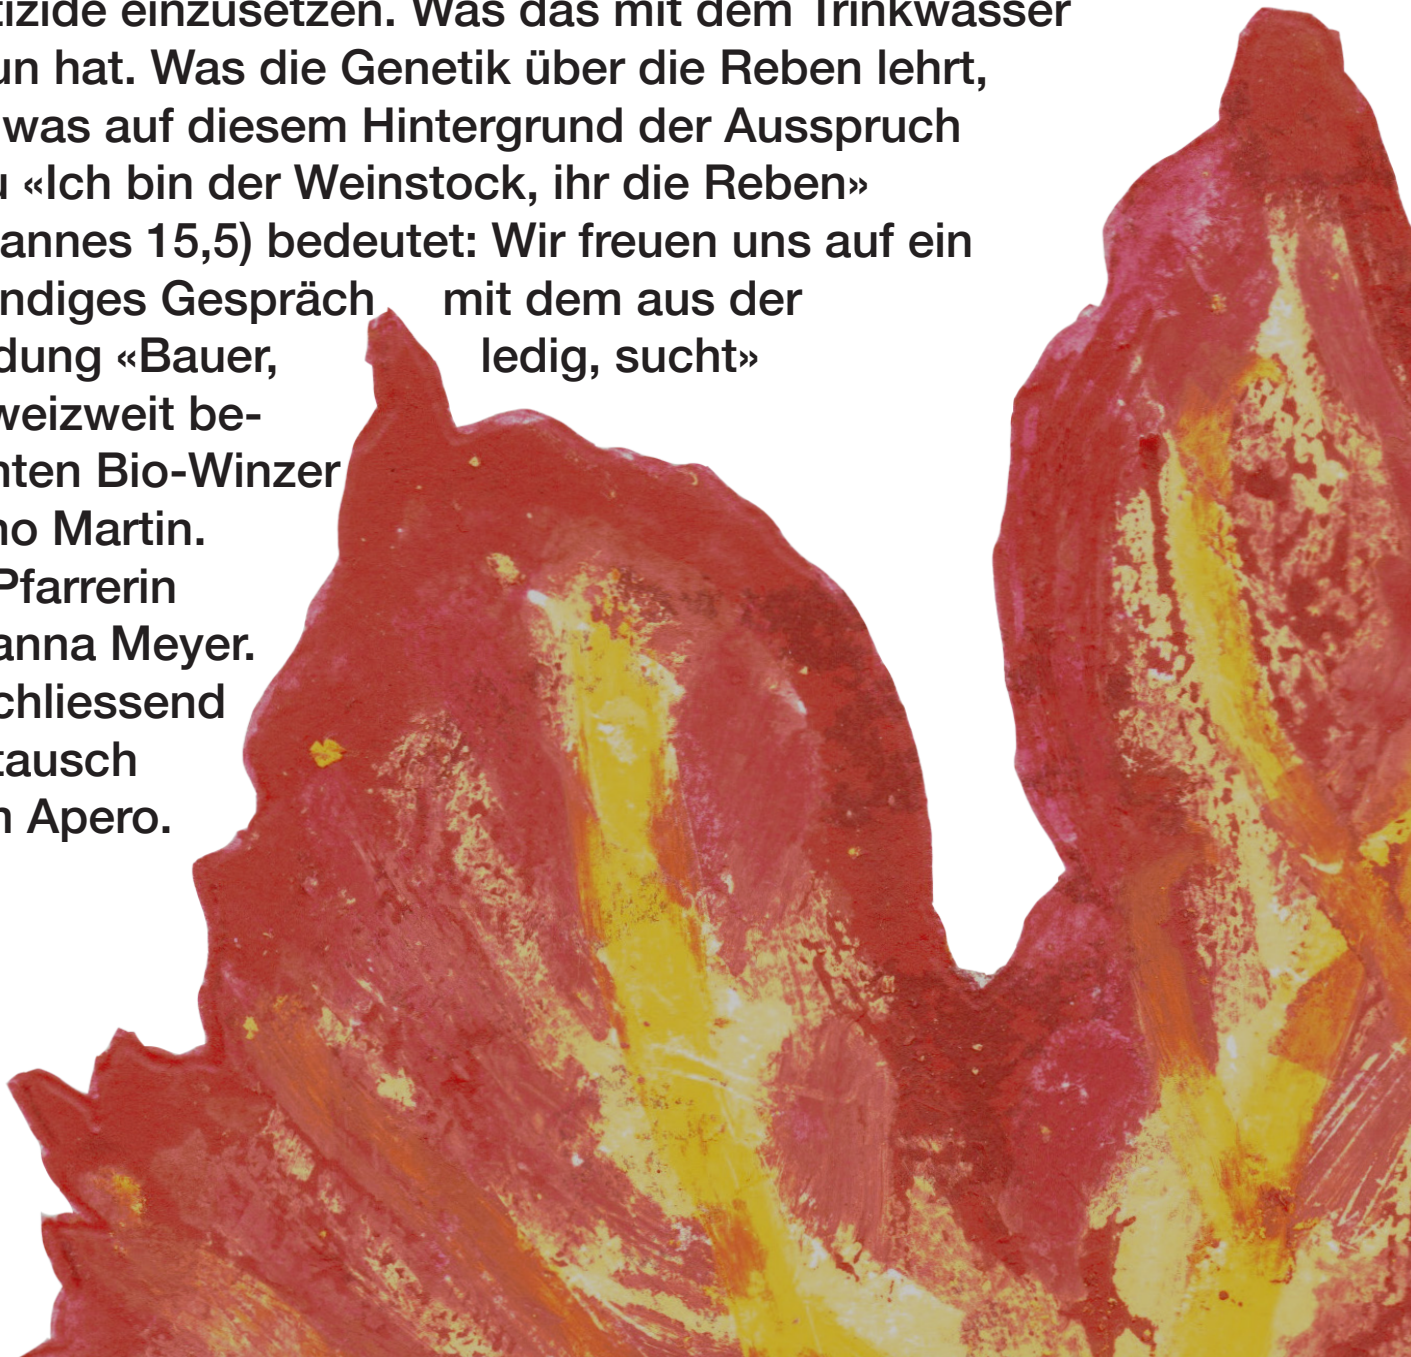 tizide einzusetzen. Was das mit dem Trinkwasser
un hat. Was die Genetik über die Reben lehrt,
was auf diesem Hintergrund der Ausspruch
«Ich bin der Weinstock, ihr die Reben»
annes 15,5) bedeutet: Wir freuen uns auf ein
ndiges Gespräch mit dem aus der
dung «Bauer, ledig, sucht»
weizweit be-
nten Bio-Winzer
no Martin.
Pfarrerin
anna Meyer.
chliessend
tausch
n Apero.